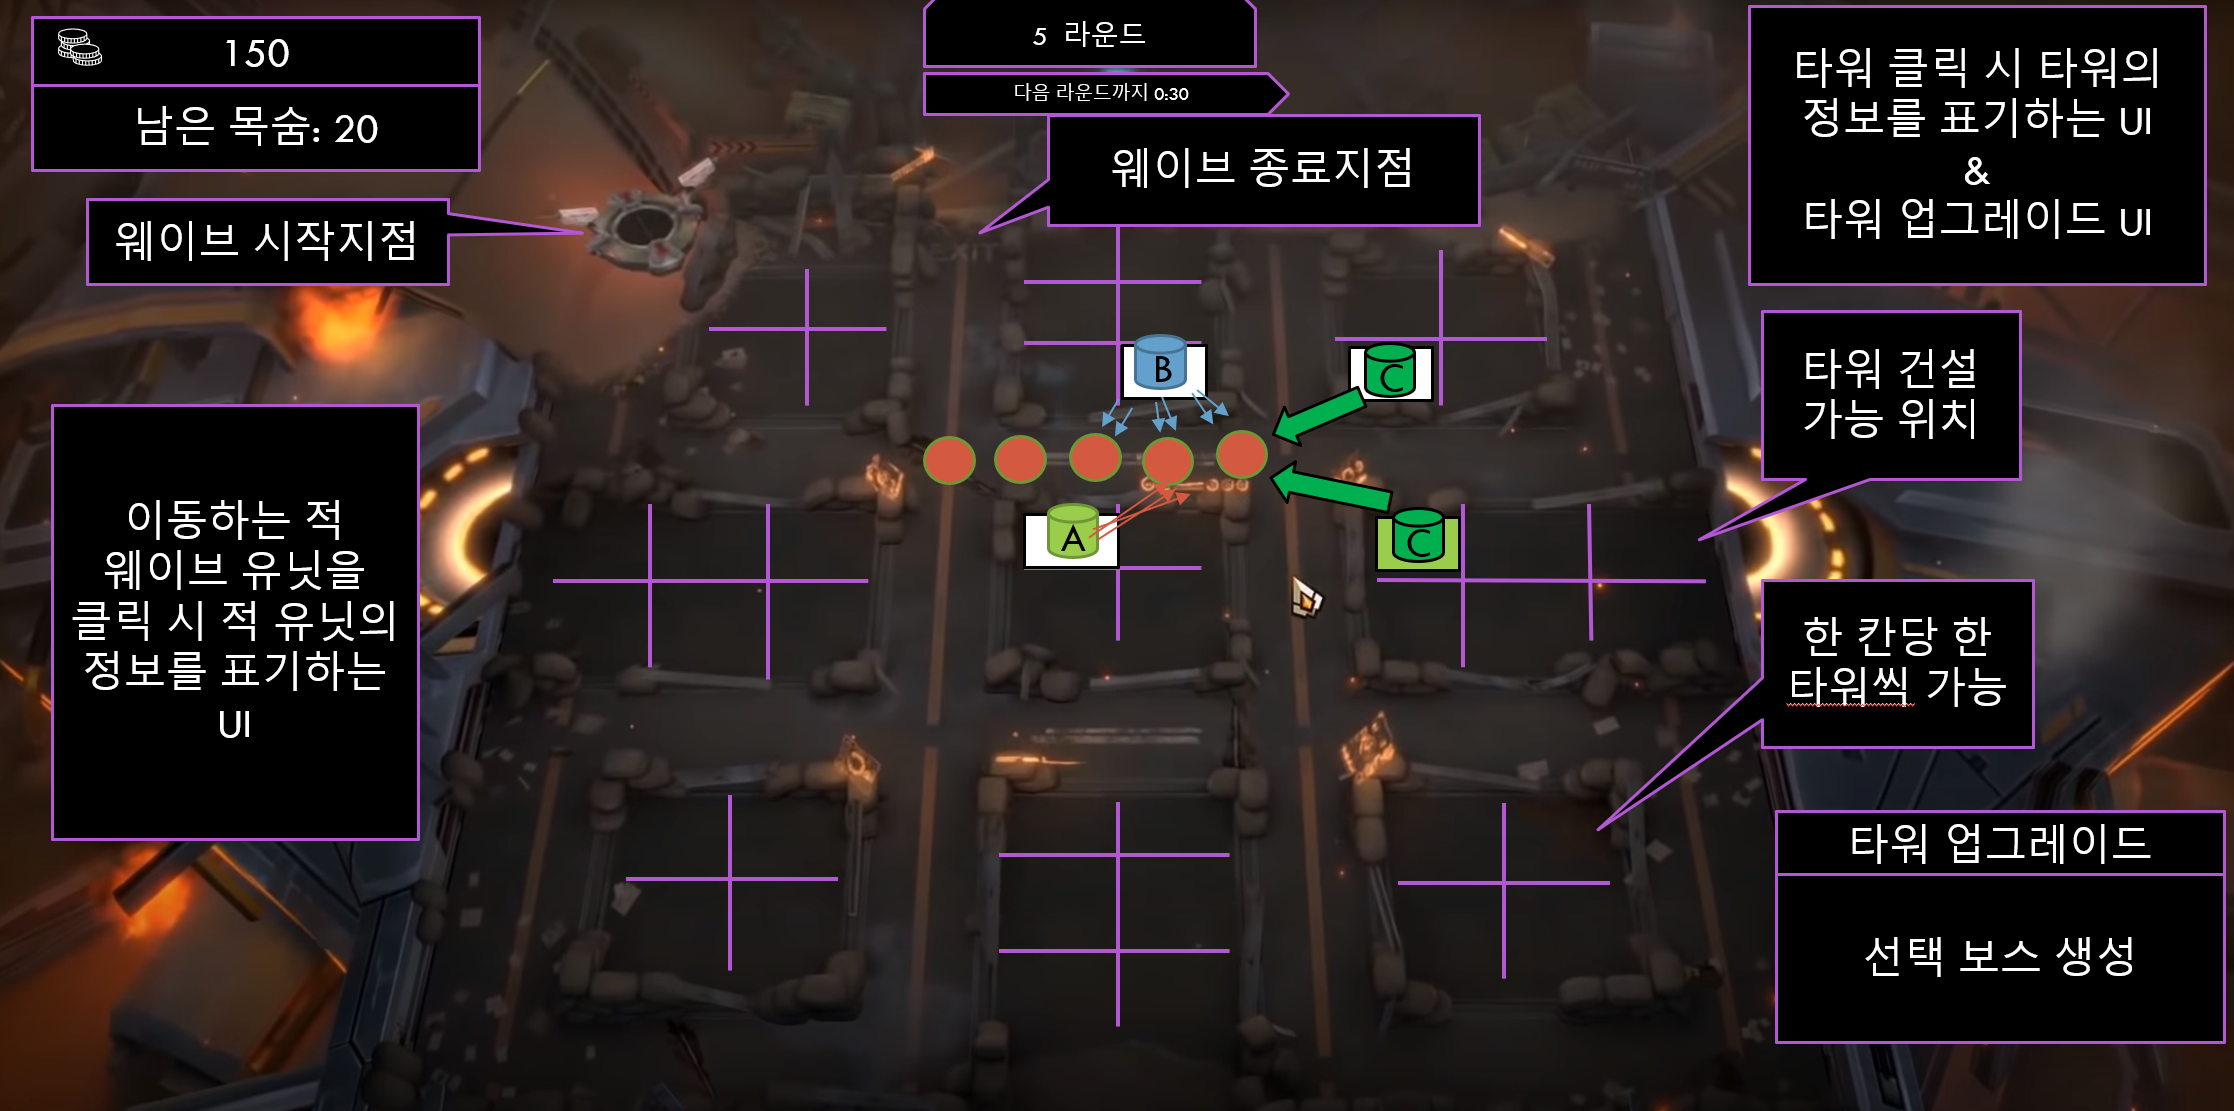 150
남은 목숨: 20
5 라운드
다음 라운드까지 0:30
웨이브 종료지점
웨이브 시작지점
타워 클릭 시 타워의
정보를 표기하는 UI
&
타워 업그레이드 UI
타워 건설
가능 위치
B
C
A
C
이동하는 적
웨이브 유닛을
클릭 시 적 유닛의
정보를 표기하는
UI
한 칸당 한
타워씩 가능
타워 업그레이드
선택 보스 생성